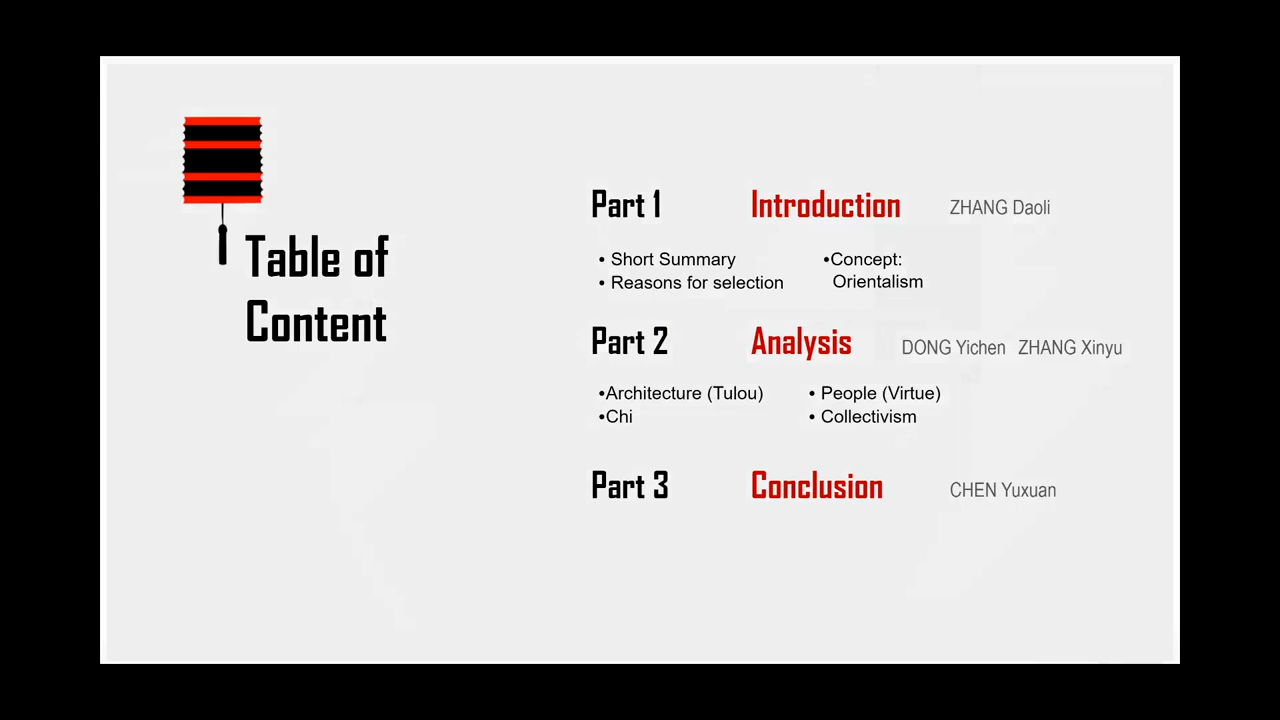 Table of
Content
Part 1 Introduction ZHANG Daoli
• Short Summary •Concept:
• Reasons for selection Orientalism
Part 2 Analysis DONG Yichen ZHANG Xinyu
•Architecture (Tulou) • People (Virtue)
•Chi • Collectivism
Part 3 Conclusion CHEN Yuxuan